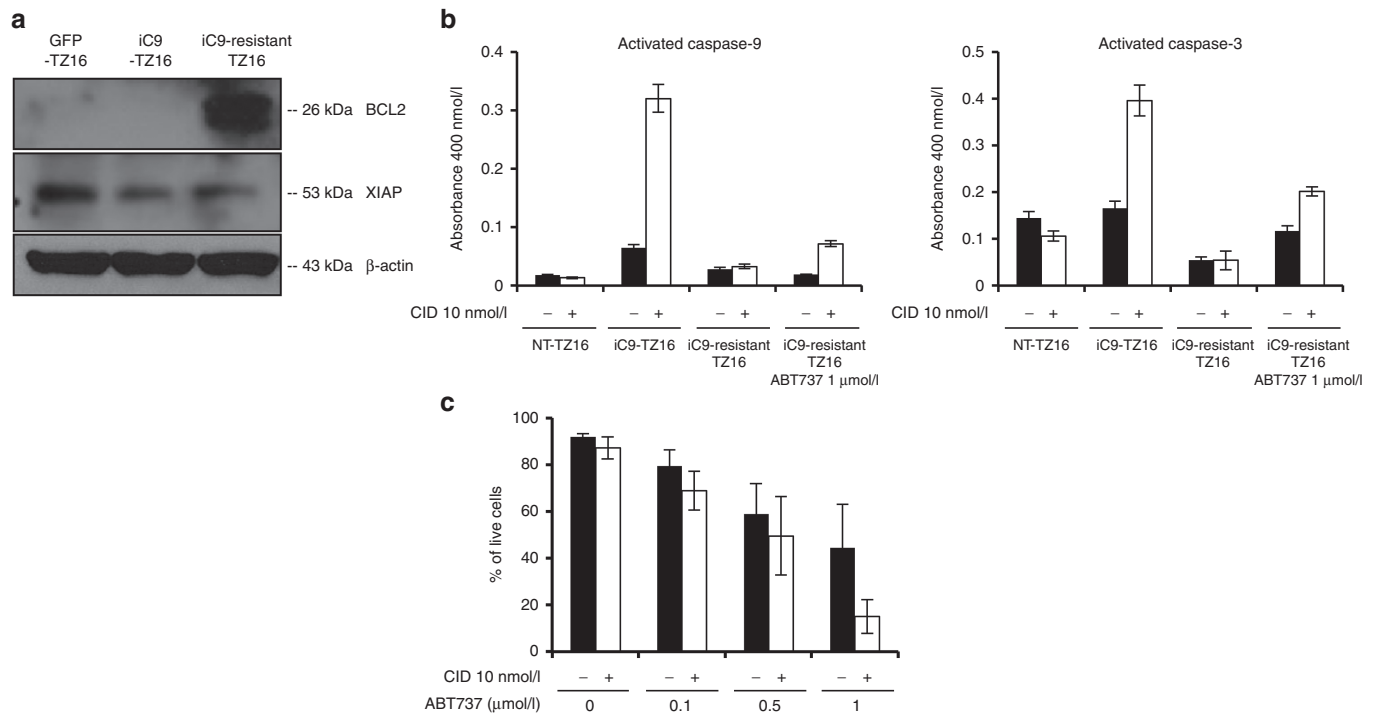 a
GFP
-TZ16
iC9
-TZ16
iC9-resistant
TZ16
-- 26 kDa BCL2
-- 53 kDa XIAP
-- 43 kDa β-actin
b
Activated caspase-9
Absorbance 400 nmol/l
0.4
0.3
0.2
0.1
0
CID 10 nmol/l
– + – + – + – +
NT-TZ16
iC9-TZ16
iC9-resistant
TZ16
iC9-resistant
TZ16
ABT737 1 μmol/l
Activated caspase-3
Absorbance 400 nmol/l
0.5
0.4
0.3
0.2
0.1
0
CID 10 nmol/l
– + – + – + – +
NT-TZ16
iC9-TZ16
iC9-resistant
TZ16
iC9-resistant
TZ16
ABT737 1 μmol/l
c
% of live cells
100
80
60
40
20
0
CID 10 nmol/l
– + – + – + – +
ABT737 (μmol/l) 0 0.1 0.5 1